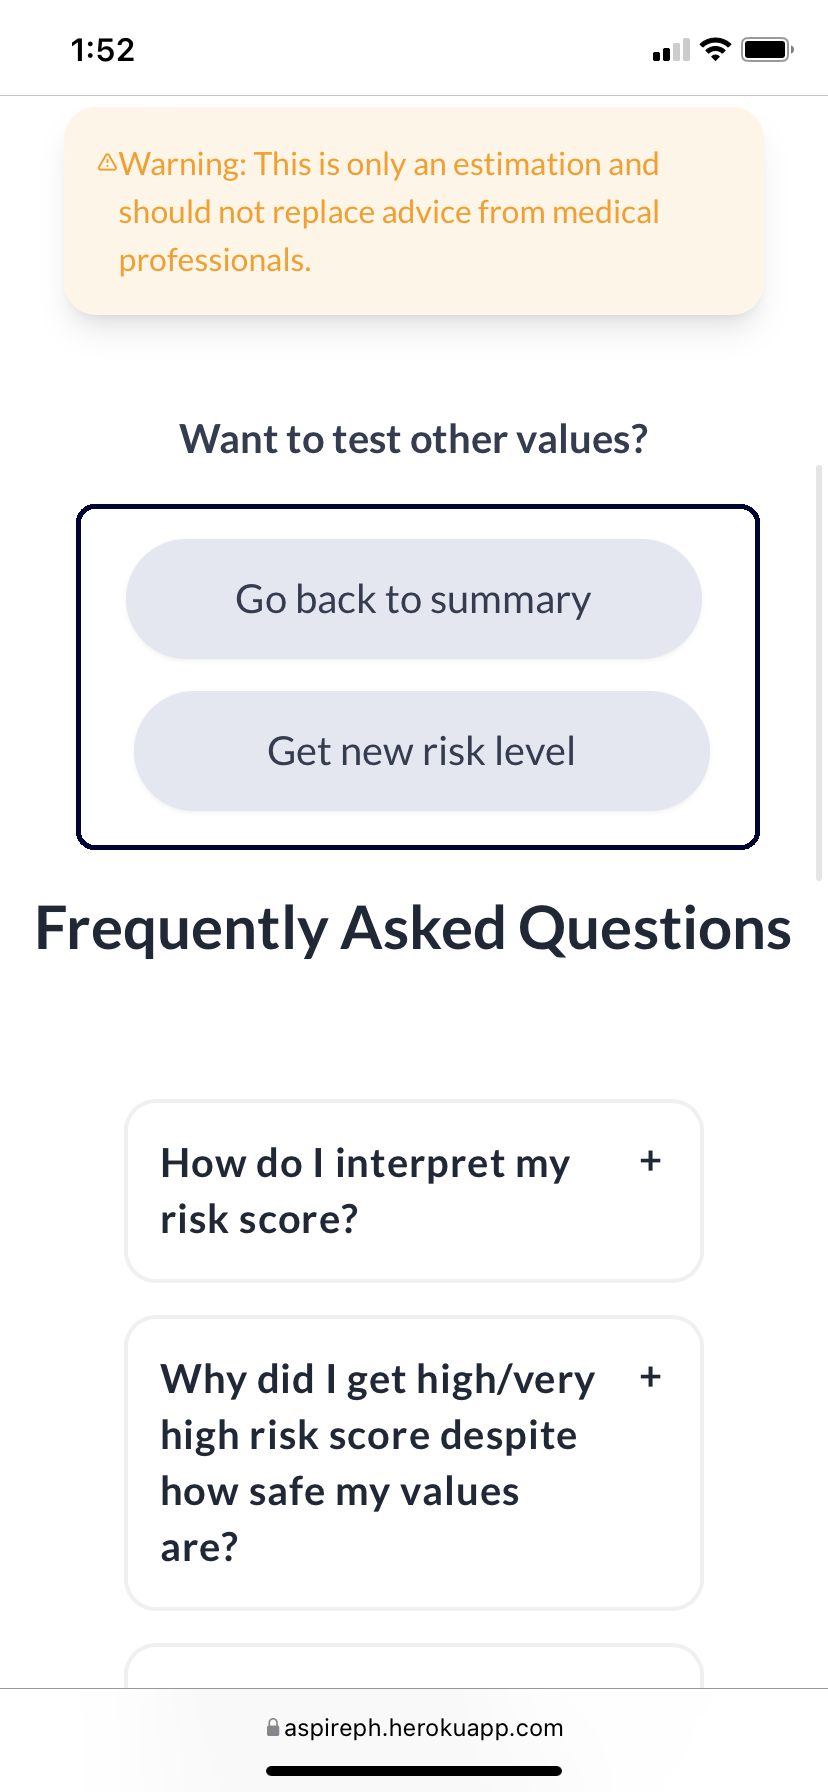 1:52
Warning: This is only an estimation and
should not replace advice from medical
professionals.
Want to test other values?
Go back to summary
Get new risk level
Frequently Asked Questions
How do I interpret my +
risk score?
Why did I get high/very +
high risk score despite
how safe my values
are?
aspireph.herokuapp.com